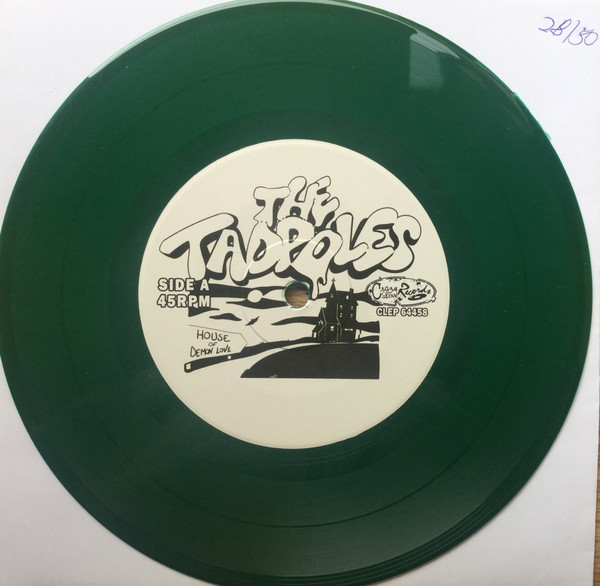 28/30
THE
TADPOLES
SIDE A
45RPM
Records
CLEP 64458
HOUSE
OF
DEMON LOVE